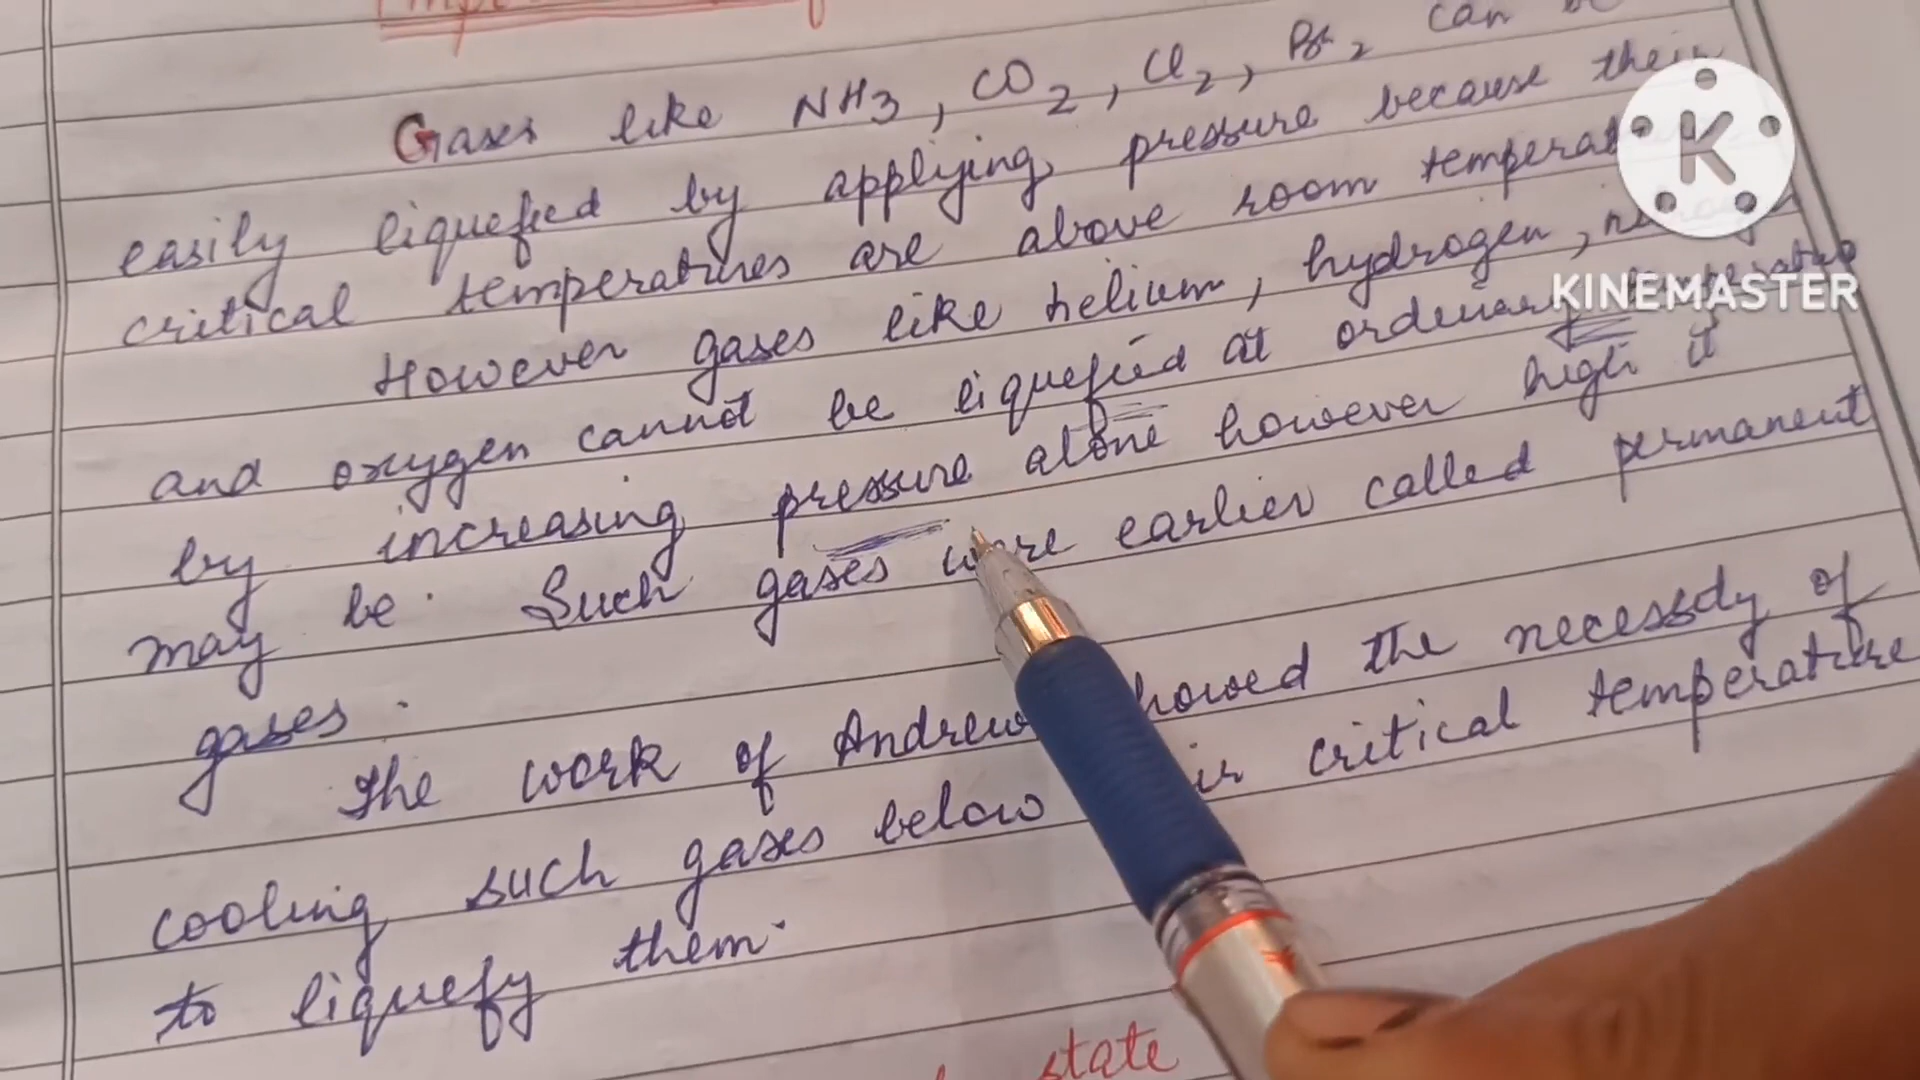 Gases like NH3, CO2, Cl2, Br2 can be
easily liquefied by applying pressure because their
critical temperatures are above room
However gases like helium, hydrogen,
and oxygen cannot be liquefied at
by increasing pressure alone however high it
may be. Such gases were earlier called permanent
gases.
The work of Andrew the necessity of
cooling such gases below critical temperature
to liquefy them.
state
K
KINEMASTER